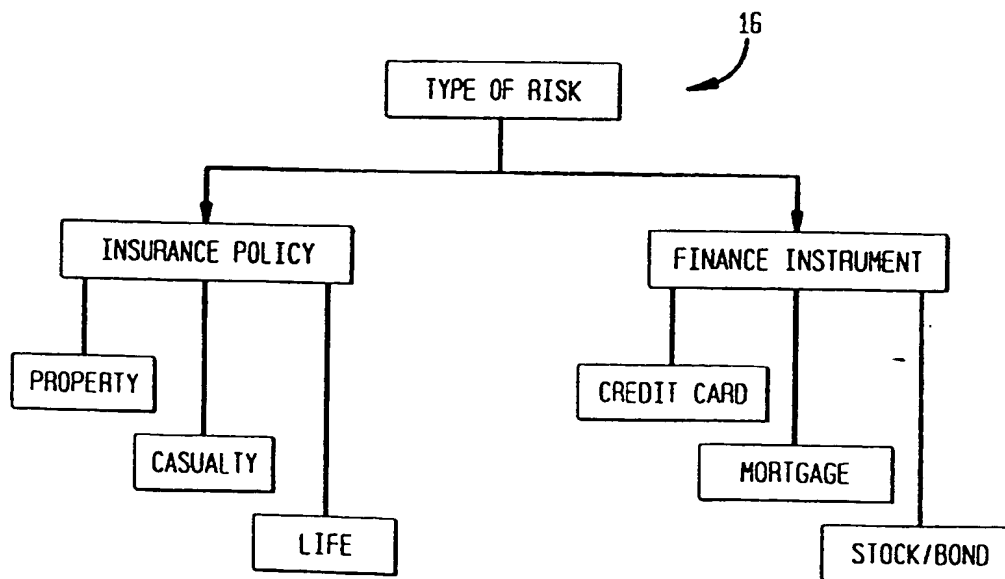 16
TYPE OF RISK
INSURANCE POLICY
FINANCE INSTRUMENT
PROPERTY
CREDIT CARD
CASUALTY
MORTGAGE
LIFE
STOCK/BOND